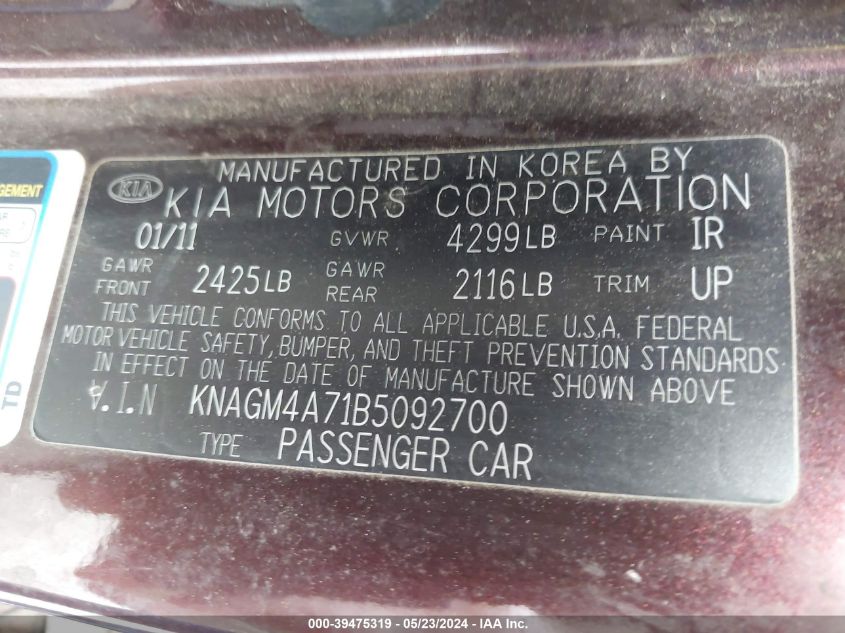 MANUFACTURED IN KOREA BY
KIA KIA MOTORS CORPORATION
01/11 GVWR 4299LB PAINT IR
GAWR FRONT 2425LB GAWR REAR 2116LB TRIM UP
THIS VEHICLE CONFORMS TO ALL APPLICABLE U.S.A. FEDERAL
MOTOR VEHICLE SAFETY, BUMPER, AND THEFT PREVENTION STANDARDS
IN EFFECT ON THE DATE OF MANUFACTURE SHOWN ABOVE
V.I.N KNAGM4A71B5092700
TYPE PASSENGER CAR
TD
000-39475319 - 05/23/2024 - IAA Inc.